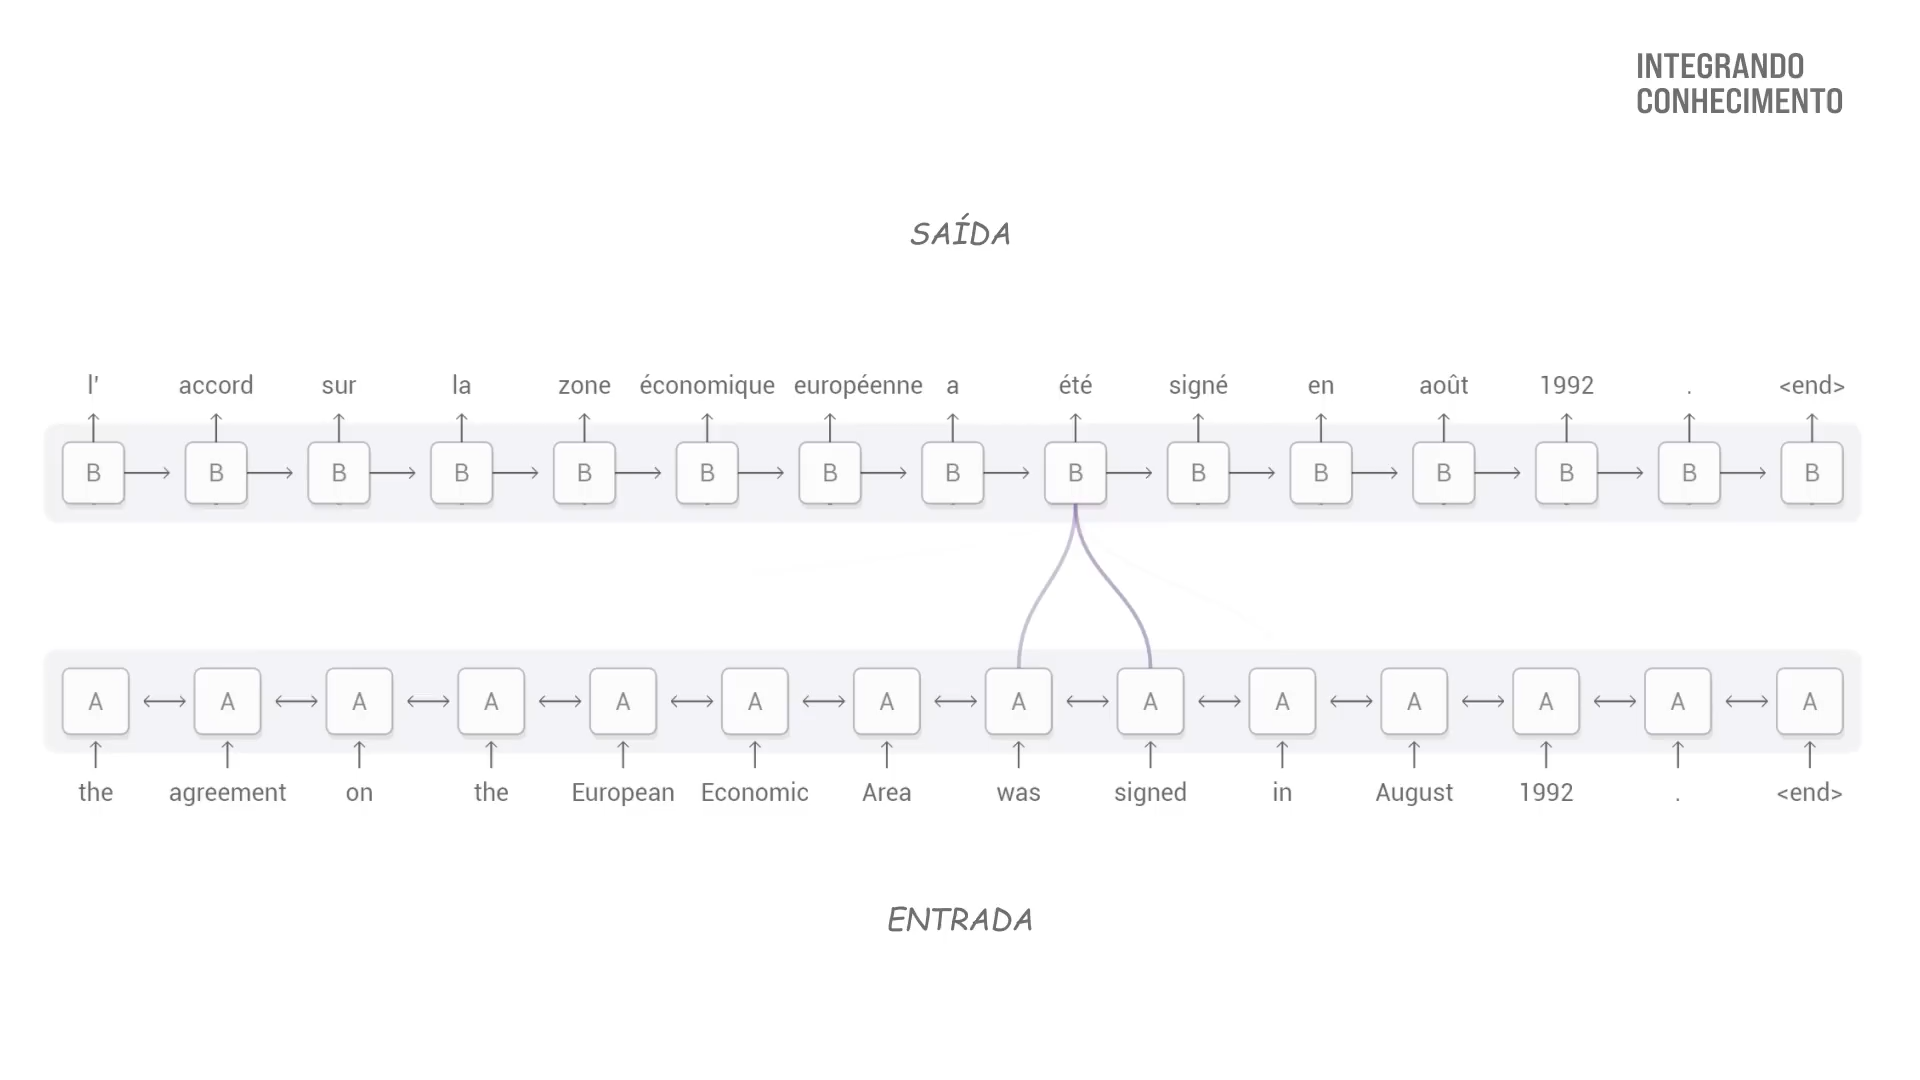 INTEGRANDO
CONHECIMENTO
SAÍDA
l' accord sur la zone économique européenne a été signé en août 1992 . <end>
B B B B B B B B B B B B B B B
A A A A A A A A A A A A A A
the agreement on the European Economic Area was signed in August 1992 . <end>
ENTRADA